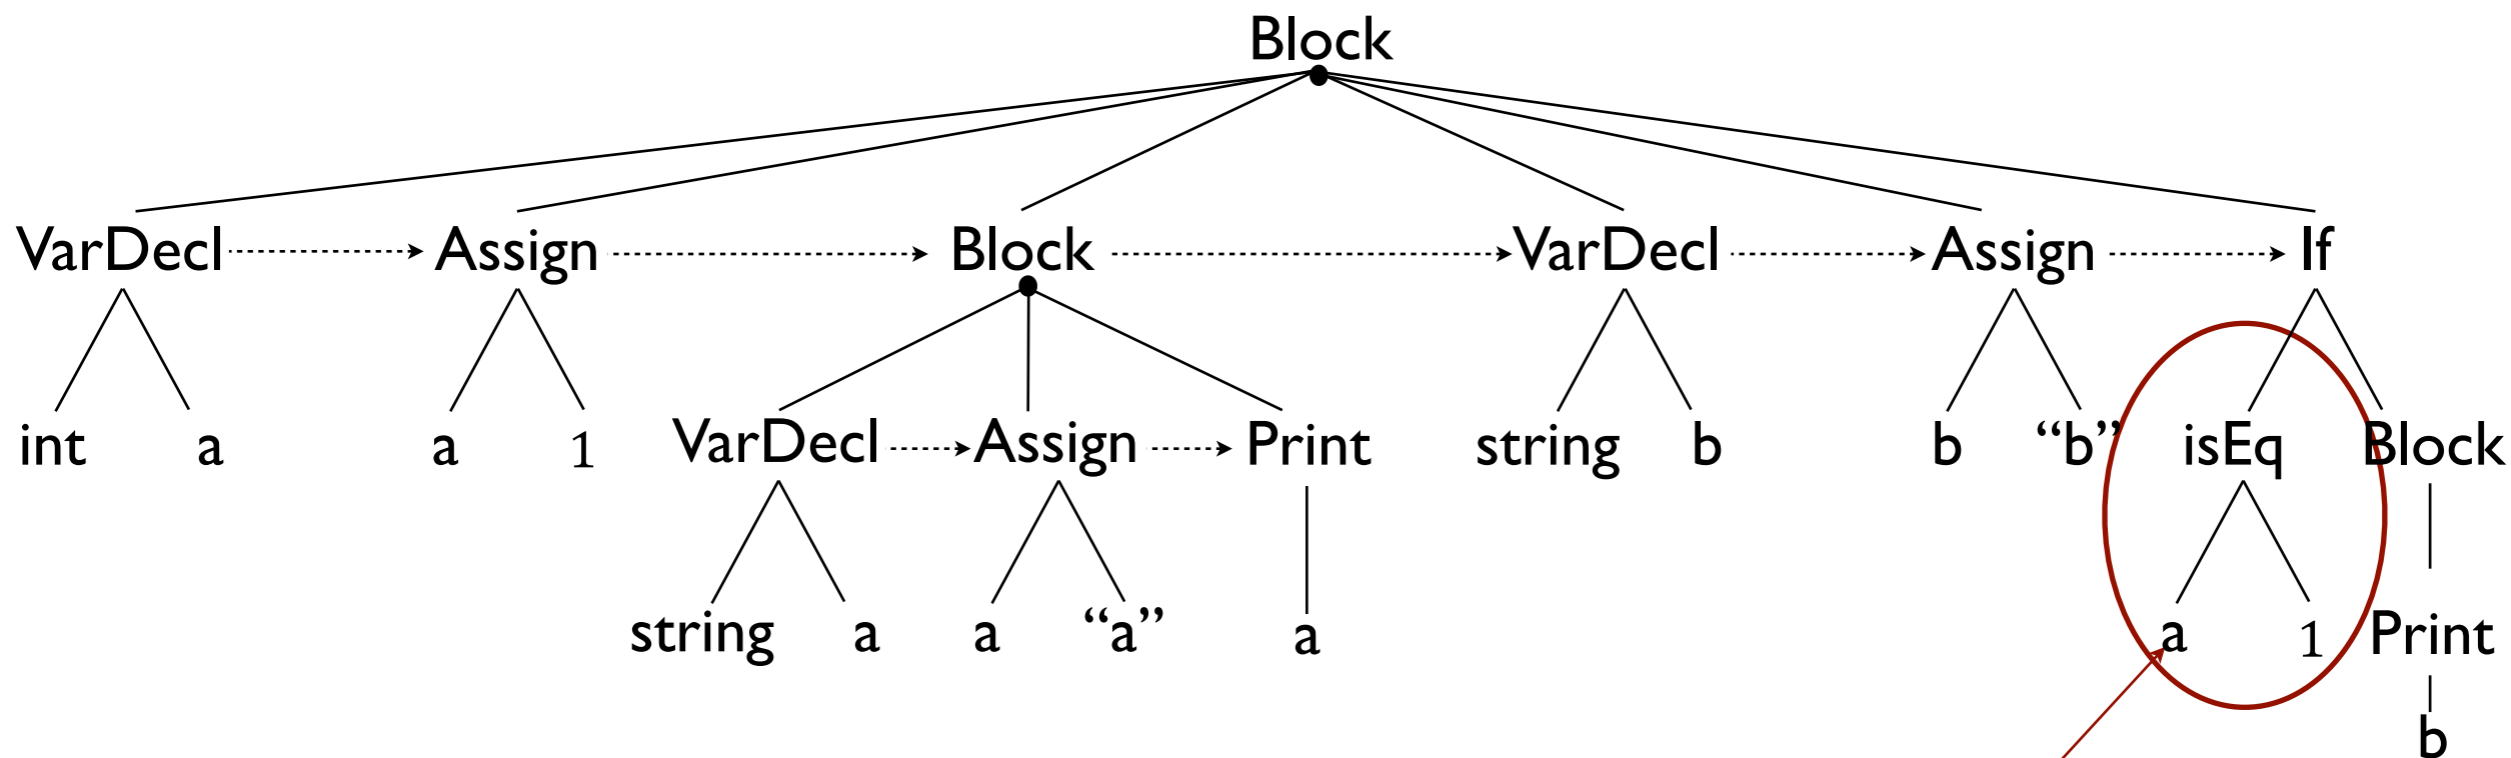 Block
VarDecl Assign Block VarDecl Assign If
int a a 1 VarDecl Assign Print string b b “b” isEq Block
string a a “a” a a 1 Print
b